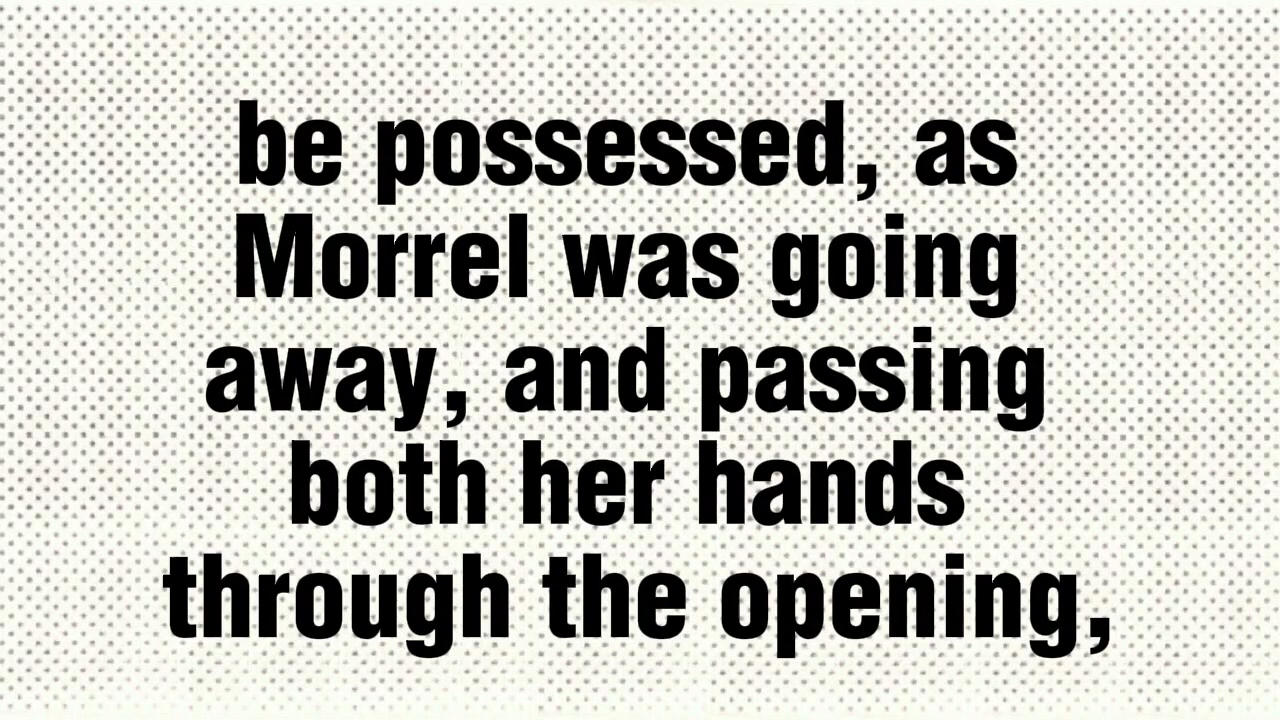 be possessed, as
Morrel was going
away, and passing
both her hands
through the opening,